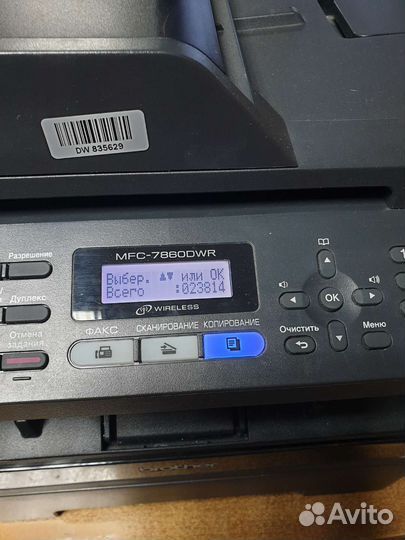 DW 835629
MFC-7860DWR
Выбер. ▲▼ или OK
Всего :023814
WIRELESS
ФАКС СКАНИРОВАНИЕ КОПИРОВАНИЕ
Разрешение
Дуплекс
Отмена
задания
OK
Очистить
Меню
brother
Avito